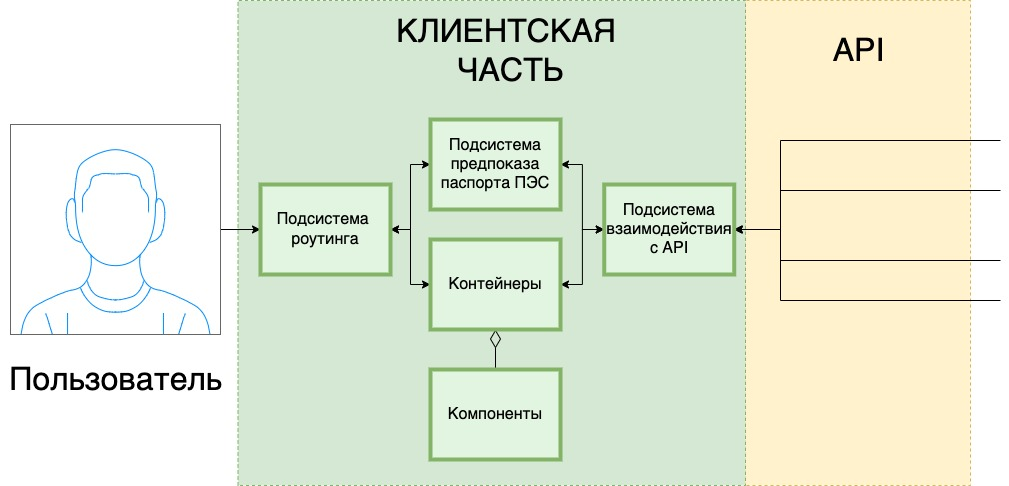 КЛИЕНТСКАЯ
ЧАСТЬ
API
Подсистема
предпоказа
паспорта ПЭС
Подсистема
роутинга
Подсистема
взаимодействия
с API
Контейнеры
Пользователь
Компоненты